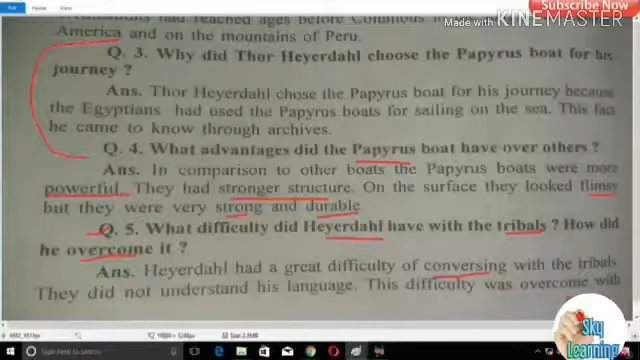 Made with KINEMASTER
had reached ages before Columbus
America and on the mountains of Peru.
Q. 3. Why did Thor Heyerdahl choose the Papyrus boat for his
journey ?
Ans. Thor Heyerdahl chose the Papyrus boat for his journey because
the Egyptians had used the Papyrus boats for sailing on the sea. This fact
he came to know through archives.
Q. 4. What advantages did the Papyrus boat have over others ?
Ans. In comparison to other boats the Papyrus boats were more
powerful. They had stronger structure. On the surface they looked flimsy
but they were very strong and durable.
Q. 5. What difficulty did Heyerdahl have with the tribals ? How did
he overcome it ?
Ans. Heyerdahl had a great difficulty of conversing with the tribals.
They did not understand his language. This difficulty was overcome with
Sky
Learning